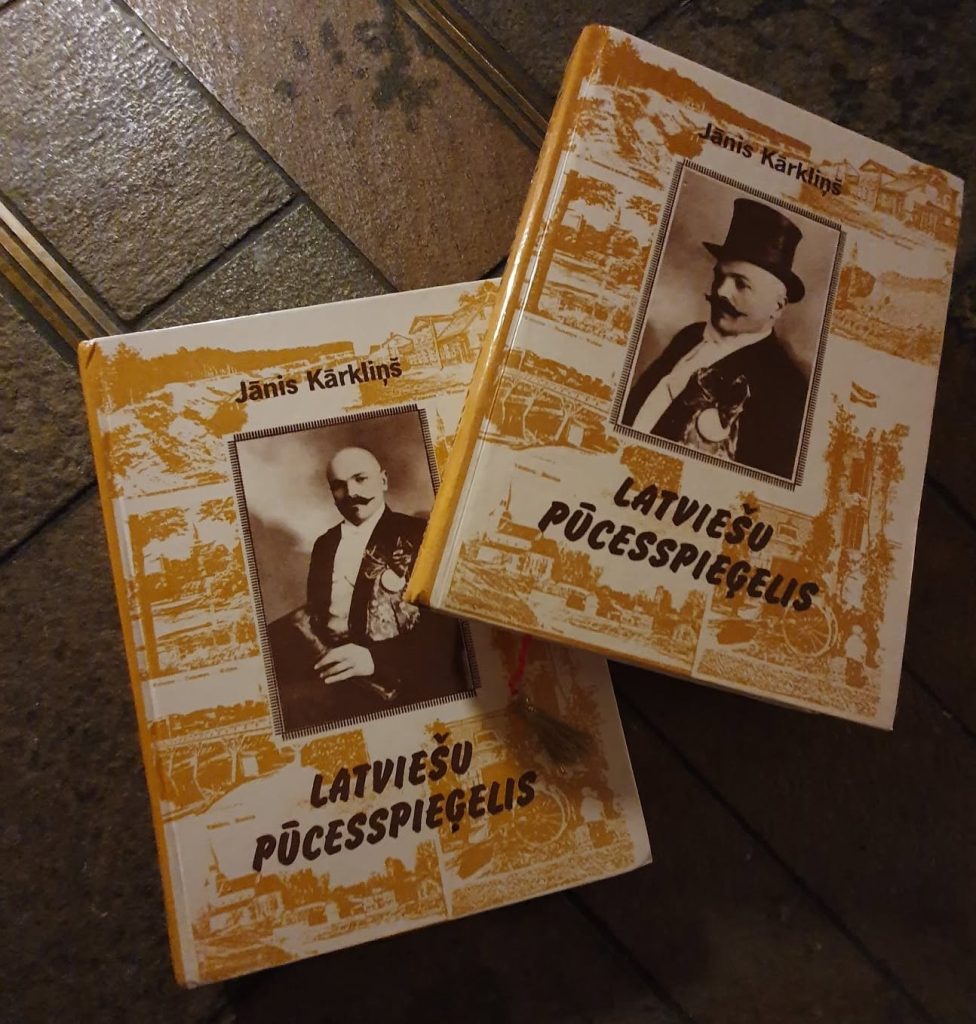 Jānis Kārkliņš
LATVIEŠU
PŪCESSPIEĢELIS
Jānis Kārkliņš
LATVIEŠU
PŪCESSPIEĢELIS